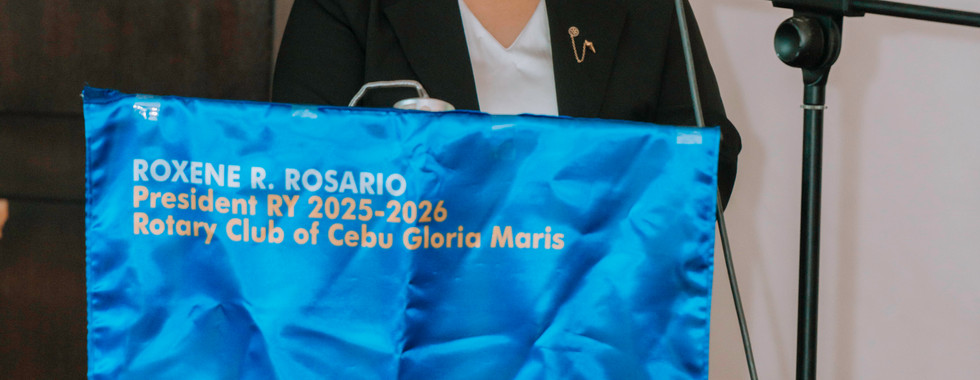 ROXENE R. ROSARIO
President RY 2025-2026
Rotary Club of Cebu Gloria Maris